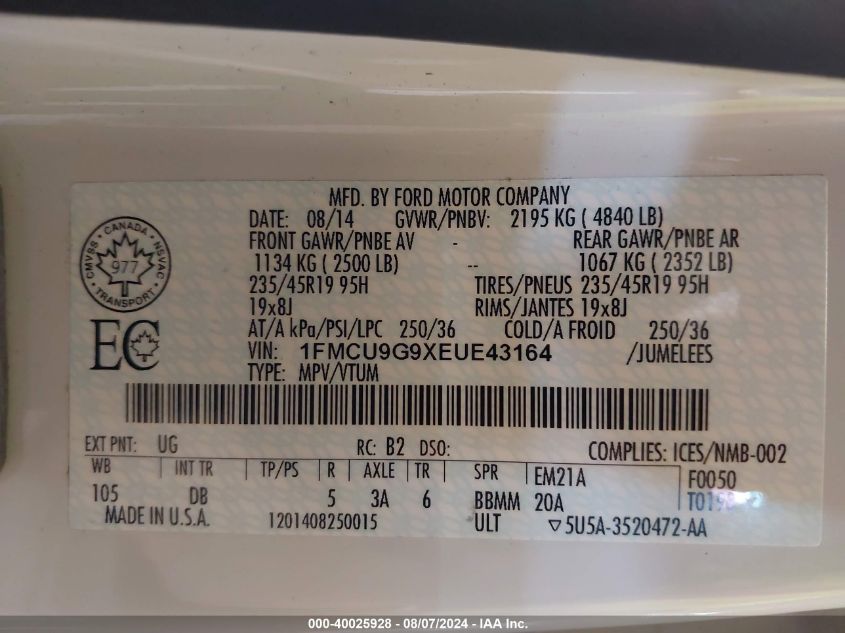 MFD. BY FORD MOTOR COMPANY
DATE: 08/14 GVWR/PNBV: 2195 KG ( 4840 LB)
FRONT GAWR/PNBE AV - REAR GAWR/PNBE AR
1134 KG ( 2500 LB) -- 1067 KG ( 2352 LB)
235/45R19 95H TIRES/PNEUS 235/45R19 95H
19x8J RIMS/JANTES 19x8J
AT/A kPa/PSI/LPC 250/36 COLD/A FROID 250/36
VIN: 1FMCU9G9XEUE43164 /JUMELEES
TYPE: MPV/VTUM
CANADA
CMVSS NSVAC
977
TRANSPORT
EC
EXT PNT: UG RC: B2 DSO: COMPLIES: ICES/NMB-002
WB INT TR TP/PS R AXLE TR SPR EM21A F0050
105 DB 5 3A 6 BBMM 20A
MADE IN U.S.A. 1201408250015 ULT ▽5U5A-3520472-AA
000-40025928 - 08/07/2024 - IAA Inc.